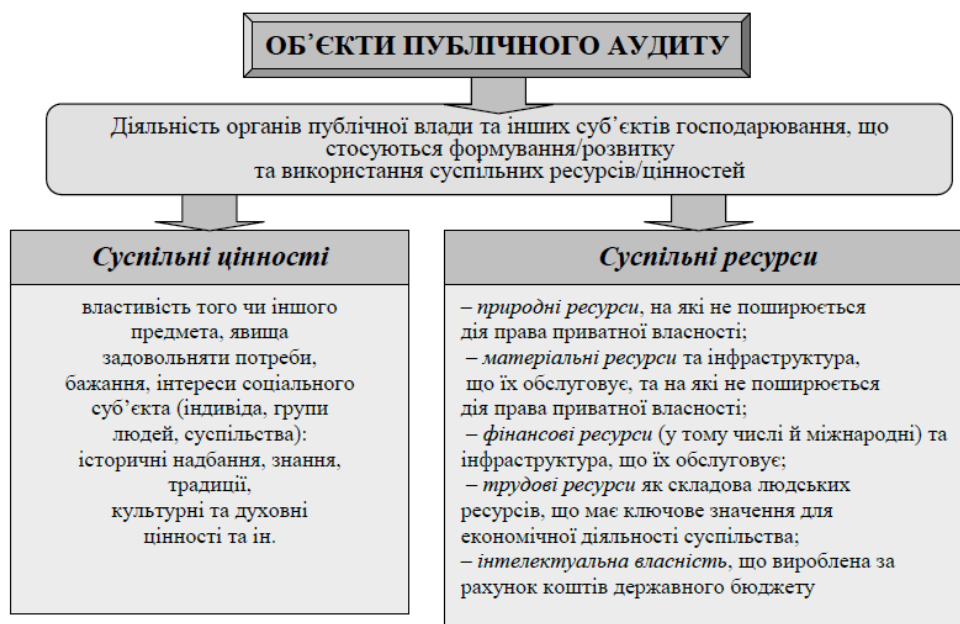 ОБ’ЄКТИ ПУБЛІЧНОГО АУДИТУ
Діяльність органів публічної влади та інших суб’єктів господарювання, що
стосуються формування/розвитку
та використання суспільних ресурсів/цінностей
Суспільні цінності
властивість того чи іншого
предмета, явища
задовольняти потреби,
бажання, інтереси соціального
суб’єкта (індивіда, групи
людей, суспільства):
історичні надбання, знання,
традиції,
культурні та духовні
цінності та ін.
Суспільні ресурси
– природні ресурси, на які не поширюється
дія права приватної власності;
– матеріальні ресурси та інфраструктура,
що їх обслуговує, та на які не поширюється
дія права приватної власності;
– фінансові ресурси (у тому числі й міжнародні) та
інфраструктура, що їх обслуговує;
– трудові ресурси як складова людських
ресурсів, що має ключове значення для
економічної діяльності суспільства;
– інтелектуальна власність, що вироблена за
рахунок коштів державного бюджету